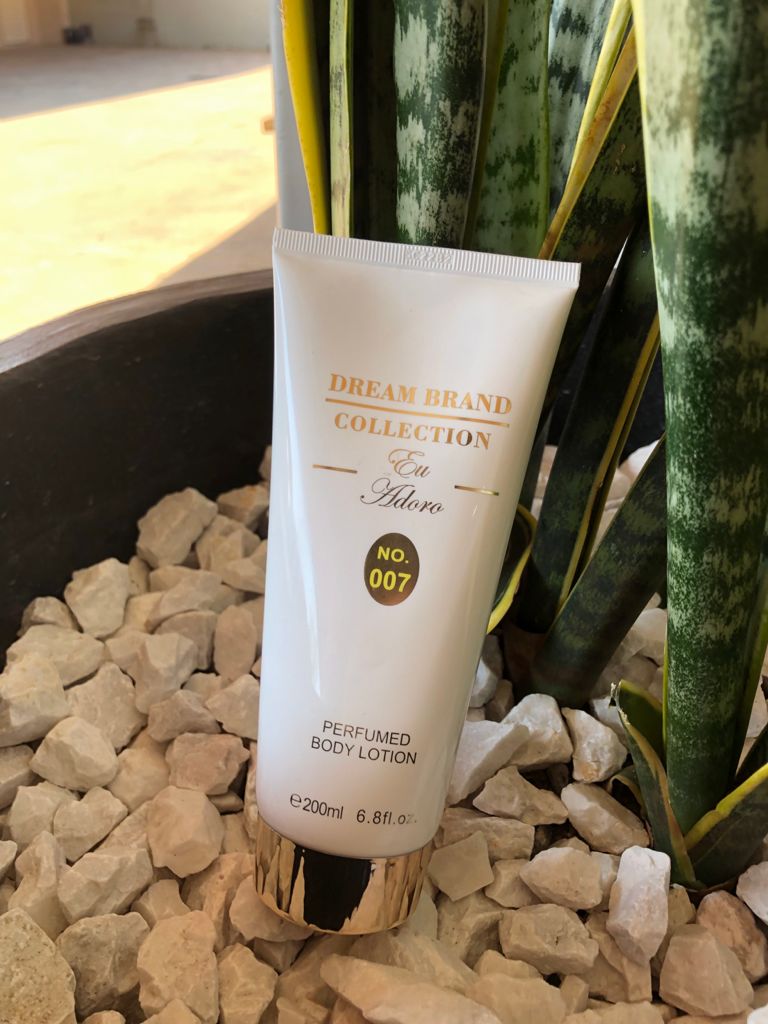 DREAM BRAND
COLLECTION
Eu
Adoro
NO.
007
PERFUMED
BODY LOTION
℮200ml 6.8fl.oz.